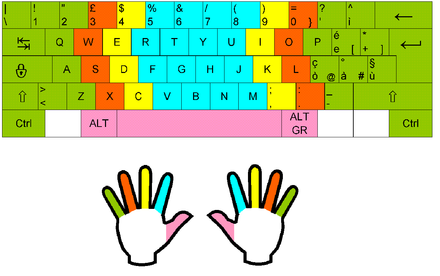 | ! " £ $ % & / ( ) = ? ^
\ 1 2 3 4 5 6 7 8 9 0 } ' ì
Q W E R T Y U I O P é *
e [ + ]
A S D F G H J K L ç ° §
ò @ à # ù
> Z X C V B N M ; : _
< , . -
Ctrl ALT ALT GR Ctrl